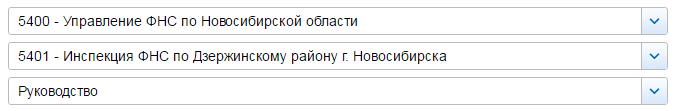 5400 - Управление ФНС по Новосибирской области
5401 - Инспекция ФНС по Дзержинскому району г. Новосибирска
Руководство